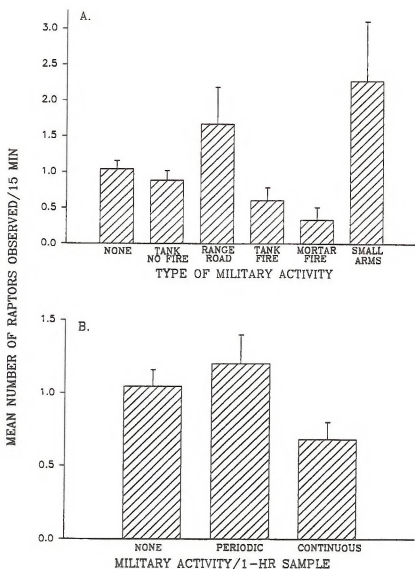 MEAN NUMBER OF RAPTORS OBSERVED/15 MIN
A.
3.0
2.5
2.0
1.5
1.0
0.5
0.0
NONE TANK NO FIRE RANGE ROAD TANK FIRE MORTAR FIRE SMALL ARMS
TYPE OF MILITARY ACTIVITY
B.
1.5
1.0
0.5
0.0
NONE PERIODIC CONTINUOUS
MILITARY ACTIVITY/1-HR SAMPLE